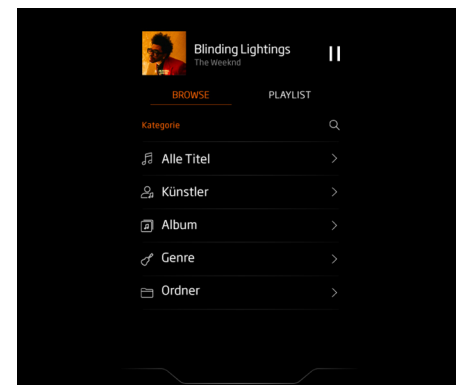 Blinding Lightings
The Weeknd
BROWSE PLAYLIST
Kategorie
Alle Titel
Künstler
Album
Genre
Ordner